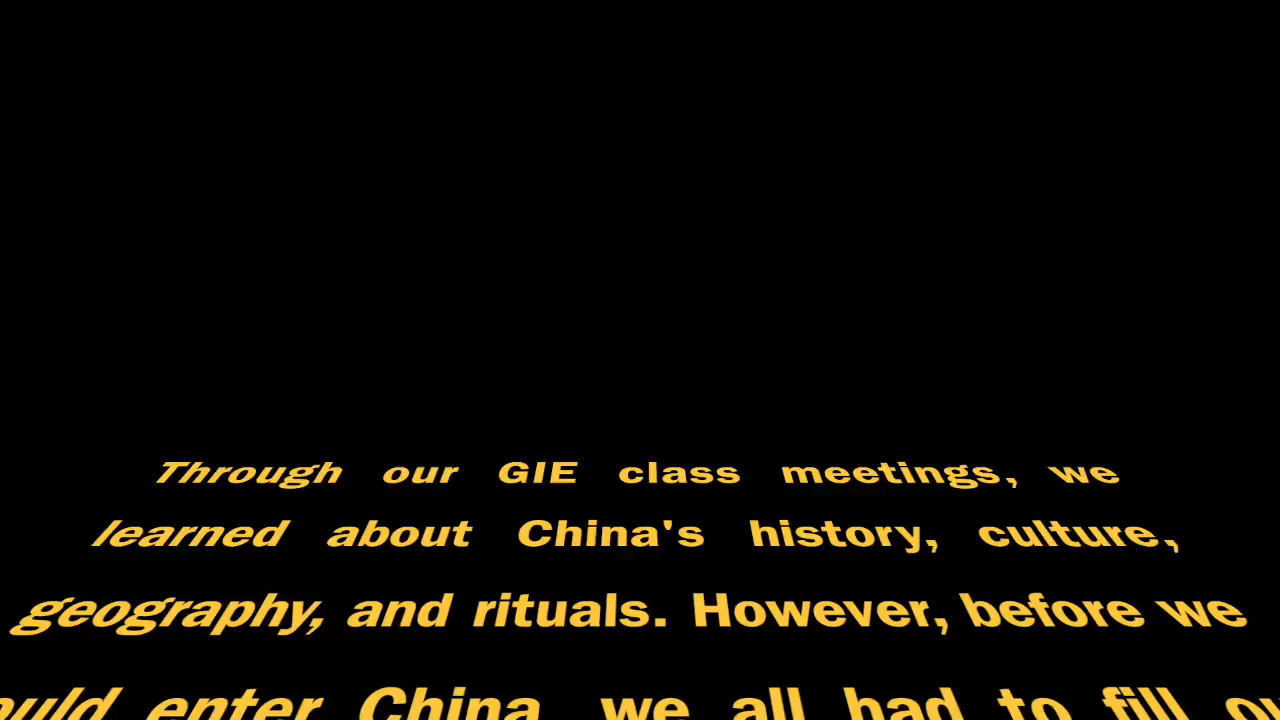 Through our GIE class meetings, we
learned about China's history, culture,
geography, and rituals. However, before we
enter China, we all had to fill